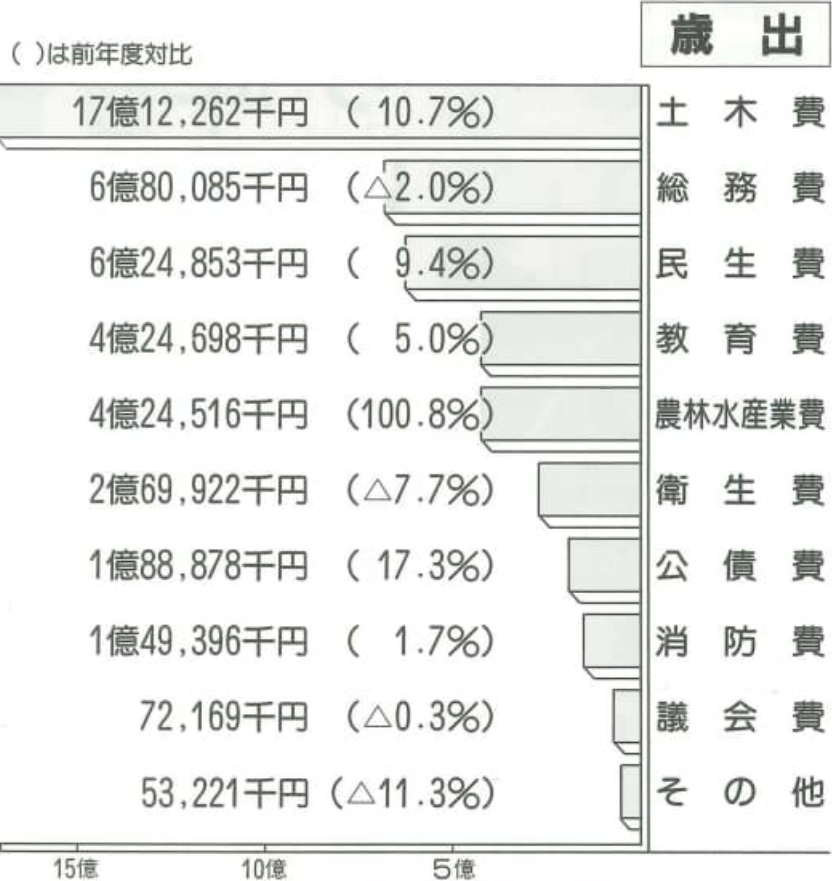 歳出
( )は前年度対比
17億12,262千円 ( 10.7%) 土木費
6億80,085千円 (△2.0%) 総務費
6億24,853千円 ( 9.4%) 民生費
4億24,698千円 ( 5.0%) 教育費
4億24,516千円 (100.8%) 農林水産業費
2億69,922千円 (△7.7%) 衛生費
1億88,878千円 ( 17.3%) 公債費
1億49,396千円 ( 1.7%) 消防費
72,169千円 (△0.3%) 議会費
53,221千円 (△11.3%) その他
15億 10億 5億